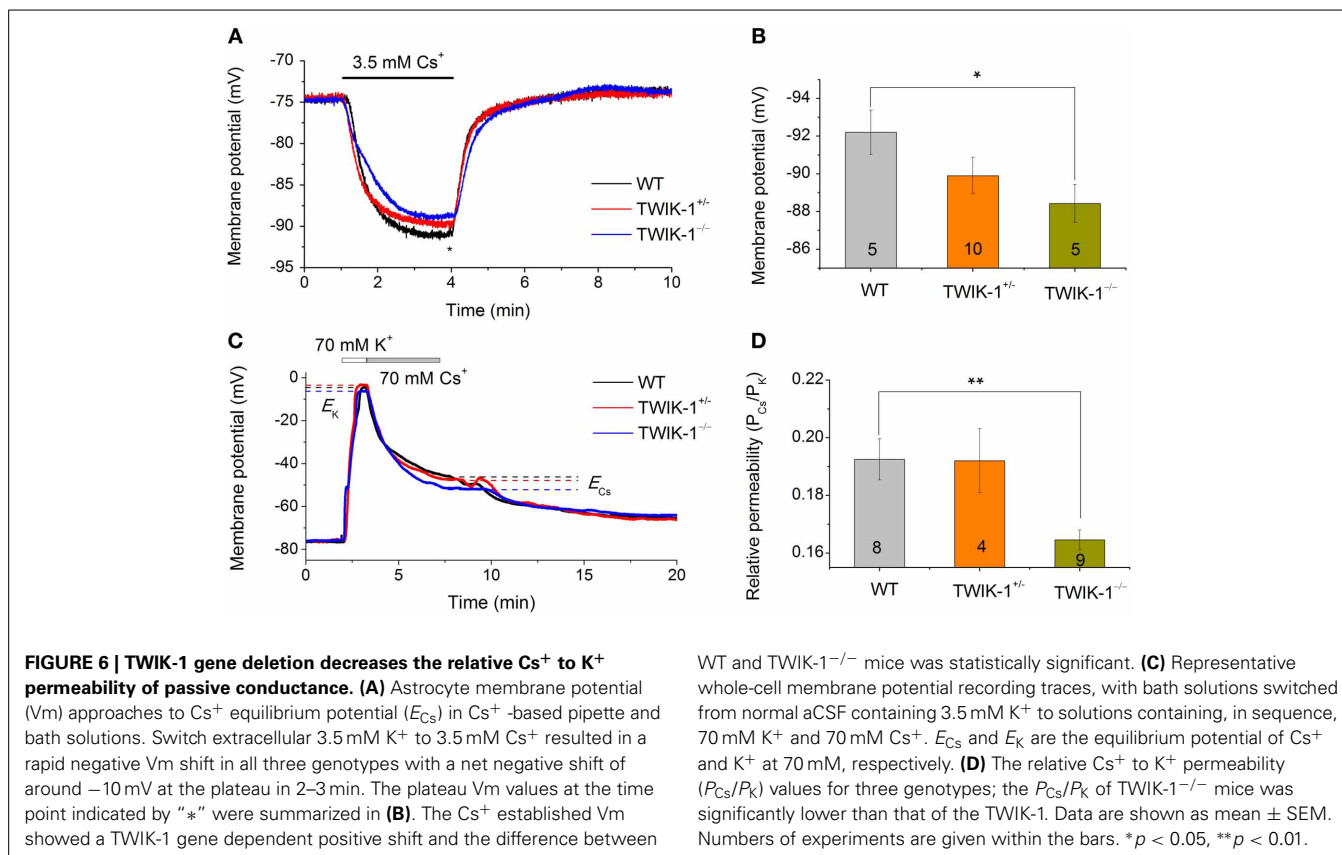 A
-70
-75
-80
-85
-90
-95
Membrane potential (mV)
3.5 mM Cs⁺
WT
TWIK-1⁺/⁻
TWIK-1⁻/⁻
*
0 2 4 6 8 10
Time (min)
B
-94
-92
-90
-88
-86
Membrane potential (mV)
*
5 10 5
WT TWIK-1⁺/⁻ TWIK-1⁻/⁻
C
70 mM K⁺
70 mM Cs⁺
0
-20
-40
-60
-80
Membrane potential (mV)
E_K
WT
TWIK-1⁺/⁻
TWIK-1⁻/⁻
E_Cs
0 5 10 15 20
Time (min)
D
0.22
0.20
0.18
0.16
Relative permeability (P_Cs/P_K)
**
8 4 9
WT TWIK-1⁺/⁻ TWIK-1⁻/⁻
FIGURE 6 | TWIK-1 gene deletion decreases the relative Cs⁺ to K⁺
permeability of passive conductance. (A) Astrocyte membrane potential
(Vm) approaches to Cs⁺ equilibrium potential (E_Cs) in Cs⁺ -based pipette and
bath solutions. Switch extracellular 3.5 mM K⁺ to 3.5 mM Cs⁺ resulted in a
rapid negative Vm shift in all three genotypes with a net negative shift of
around −10 mV at the plateau in 2–3 min. The plateau Vm values at the time
point indicated by “*” were summarized in (B). The Cs⁺ established Vm
showed a TWIK-1 gene dependent positive shift and the difference between
WT and TWIK-1⁻/⁻ mice was statistically significant. (C) Representative
whole-cell membrane potential recording traces, with bath solutions switched
from normal aCSF containing 3.5 mM K⁺ to solutions containing, in sequence,
70 mM K⁺ and 70 mM Cs⁺. E_Cs and E_K are the equilibrium potential of Cs⁺
and K⁺ at 70 mM, respectively. (D) The relative Cs⁺ to K⁺ permeability
(P_Cs/P_K) values for three genotypes; the P_Cs/P_K of TWIK-1⁻/⁻ mice was
significantly lower than that of the TWIK-1. Data are shown as mean ± SEM.
Numbers of experiments are given within the bars. *p < 0.05, **p < 0.01.